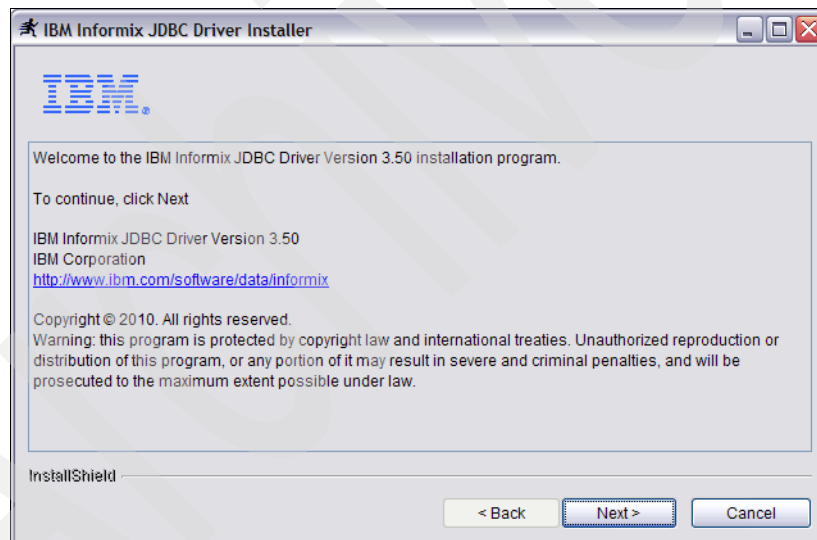 IBM Informix JDBC Driver Installer
IBM®
Welcome to the IBM Informix JDBC Driver Version 3.50 installation program.
To continue, click Next
IBM Informix JDBC Driver Version 3.50
IBM Corporation
http://www.ibm.com/software/data/informix
Copyright © 2010. All rights reserved.
Warning: this program is protected by copyright law and international treaties. Unauthorized reproduction or
distribution of this program, or any portion of it may result in severe and criminal penalties, and will be
prosecuted to the maximum extent possible under law.
InstallShield
< Back Next > Cancel